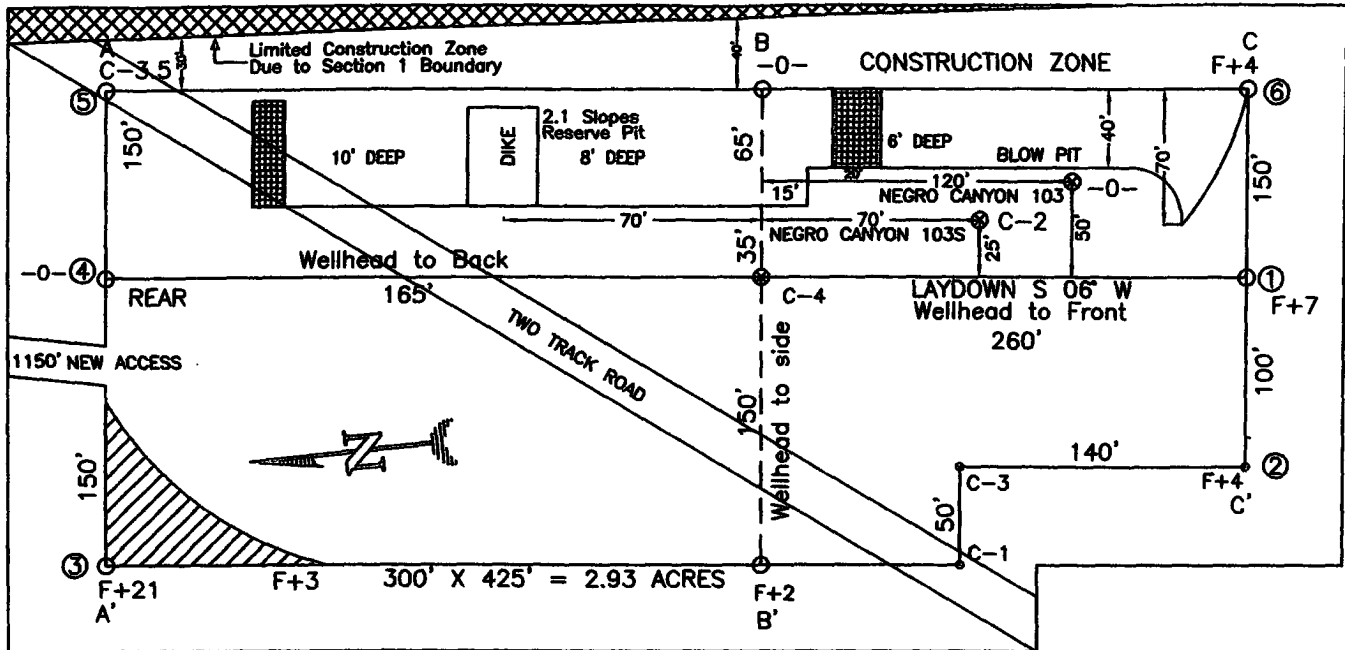 A
C-3.5
30'
Limited Construction Zone
Due to Section 1 Boundary
40'
B
-0-
CONSTRUCTION ZONE
C
F+4
5
6
150'
10' DEEP
DIKE
2.1 Slopes
Reserve Pit
8' DEEP
65'
6' DEEP
20'
40'
70'
150'
BLOW PIT
15'
120'
-0-
NEGRO CANYON 103
70'
70'
C-2
NEGRO CANYON 103S
25'
50'
35'
-0-
4
Wellhead to Back
165'
REAR
C-4
LAYDOWN S 06° W
Wellhead to Front
260'
1
F+7
1150' NEW ACCESS
TWO TRACK ROAD
Wellhead to side
150'
100'
N
140'
150'
C-3
F+4
2
C'
50'
C-1
3
F+21
A'
F+3
300' X 425' = 2.93 ACRES
F+2
B'